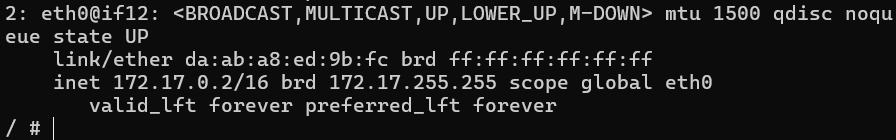 2: eth0@if12: <BROADCAST,MULTICAST,UP,LOWER_UP,M-DOWN> mtu 1500 qdisc noqu
eue state UP
    link/ether da:ab:a8:ed:9b:fc brd ff:ff:ff:ff:ff:ff
    inet 172.17.0.2/16 brd 172.17.255.255 scope global eth0
       valid_lft forever preferred_lft forever
/ #